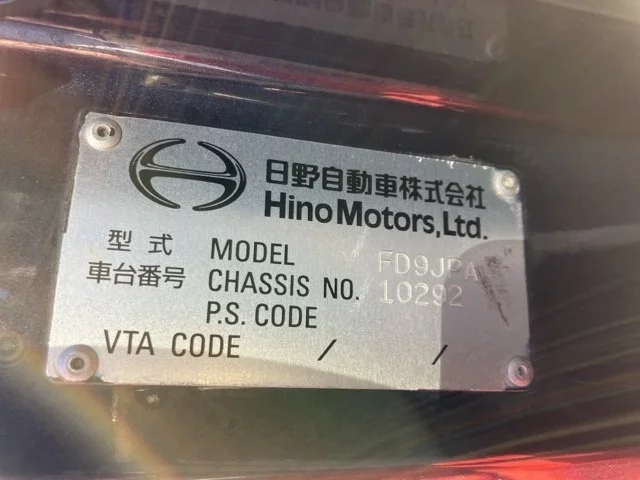 日野自動車株式会社
Hino Motors, Ltd.
型式 MODEL FD9JPA
車台番号 CHASSIS NO. 10292
P.S. CODE
VTA CODE / /